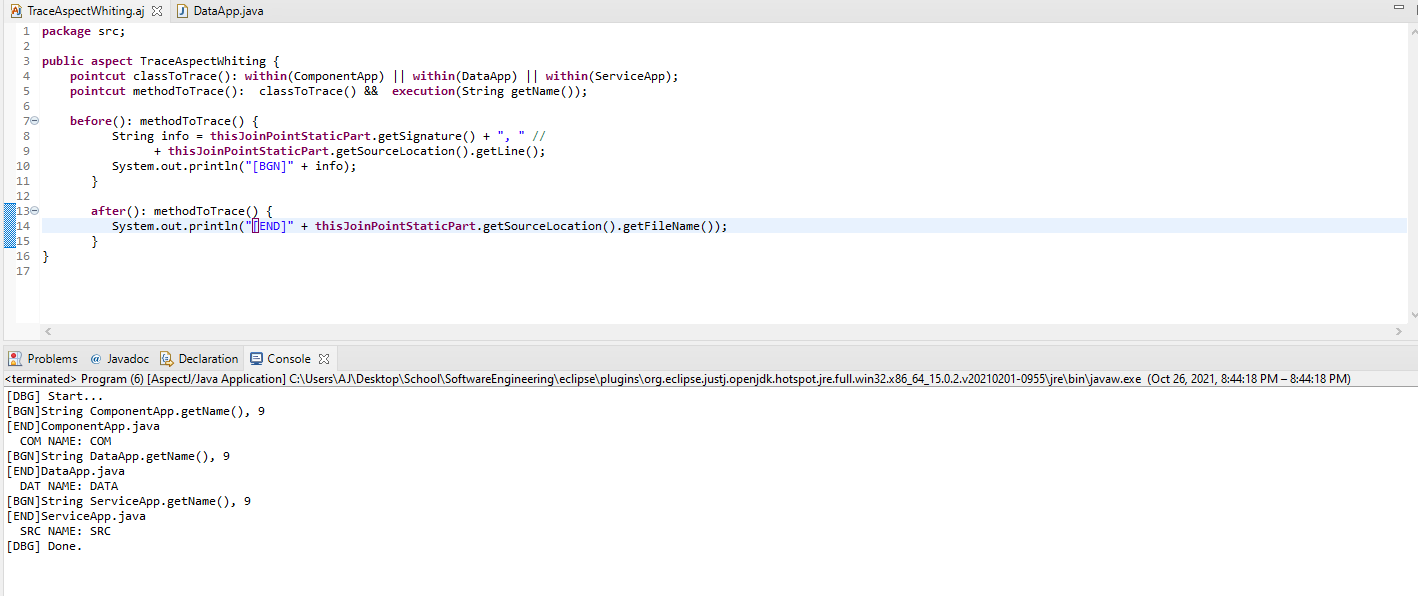 TraceAspectWhiting.aj DataApp.java
1 package src;
2
3 public aspect TraceAspectWhiting {
4 pointcut classToTrace(): within(ComponentApp) || within(DataApp) || within(ServiceApp);
5 pointcut methodToTrace():  classToTrace() &&  execution(String getName());
6
7 before(): methodToTrace() {
8 String info = thisJoinPointStaticPart.getSignature() + ", " //
9 + thisJoinPointStaticPart.getSourceLocation().getLine();
10 System.out.println("[BGN]" + info);
11 }
12
13 after(): methodToTrace() {
14 System.out.println("[END]" + thisJoinPointStaticPart.getSourceLocation().getFileName());
15 }
16 }
17
Problems @ Javadoc Declaration Console
<terminated> Program (6) [AspectJ/Java Application] C:\Users\AJ\Desktop\School\SoftwareEngineering\eclipse\plugins\org.eclipse.justj.openjdk.hotspot.jre.full.win32.x86_64_15.0.2.v20210201-0955\jre\bin\javaw.exe (Oct 26, 2021, 8:44:18 PM – 8:44:18 PM)
[DBG] Start...
[BGN]String ComponentApp.getName(), 9
[END]ComponentApp.java
COM NAME: COM
[BGN]String DataApp.getName(), 9
[END]DataApp.java
DAT NAME: DATA
[BGN]String ServiceApp.getName(), 9
[END]ServiceApp.java
SRC NAME: SRC
[DBG] Done.